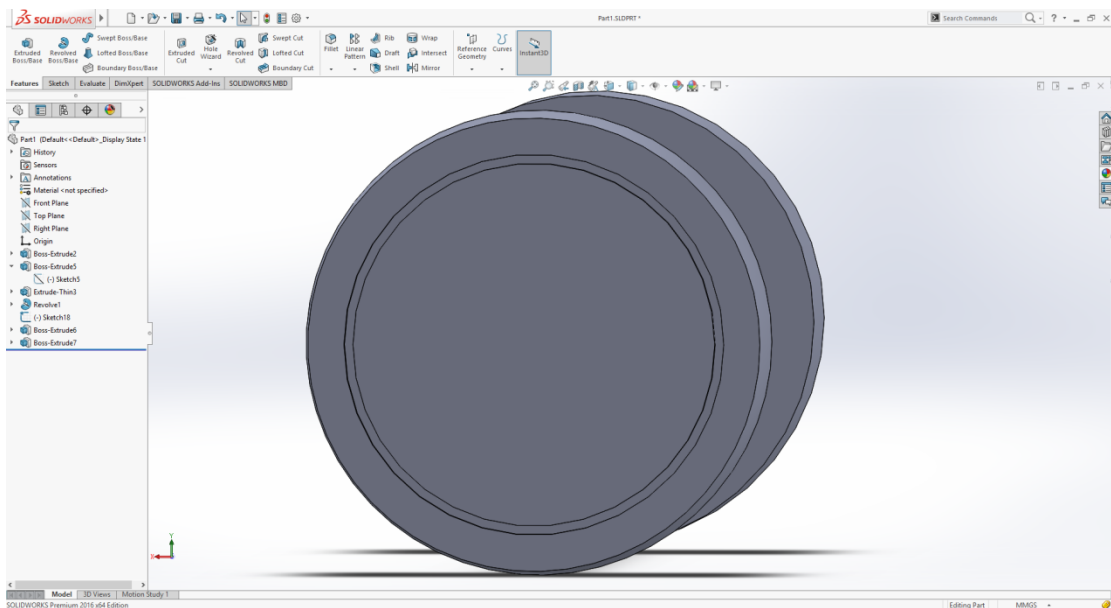 SOLIDWORKS
Part1.SLDPRT *
Search Commands
Extruded Boss/Base
Revolved Boss/Base
Swept Boss/Base
Lofted Boss/Base
Boundary Boss/Base
Extruded Cut
Hole Wizard
Revolved Cut
Swept Cut
Lofted Cut
Boundary Cut
Fillet
Linear Pattern
Rib
Draft
Shell
Wrap
Intersect
Mirror
Reference Geometry
Curves
Instant3D
Features Sketch Evaluate DimXpert SOLIDWORKS Add-Ins SOLIDWORKS MBD
Part1 (Default<<Default>_Display State 1
History
Sensors
Annotations
Material <not specified>
Front Plane
Top Plane
Right Plane
Origin
Boss-Extrude2
Boss-Extrude5
(-) Sketch5
Extrude-Thin3
Revolve1
(-) Sketch18
Boss-Extrude6
Boss-Extrude7
Y
X
Model 3D Views Motion Study 1
SOLIDWORKS Premium 2016 x64 Edition
Editing Part MMGS